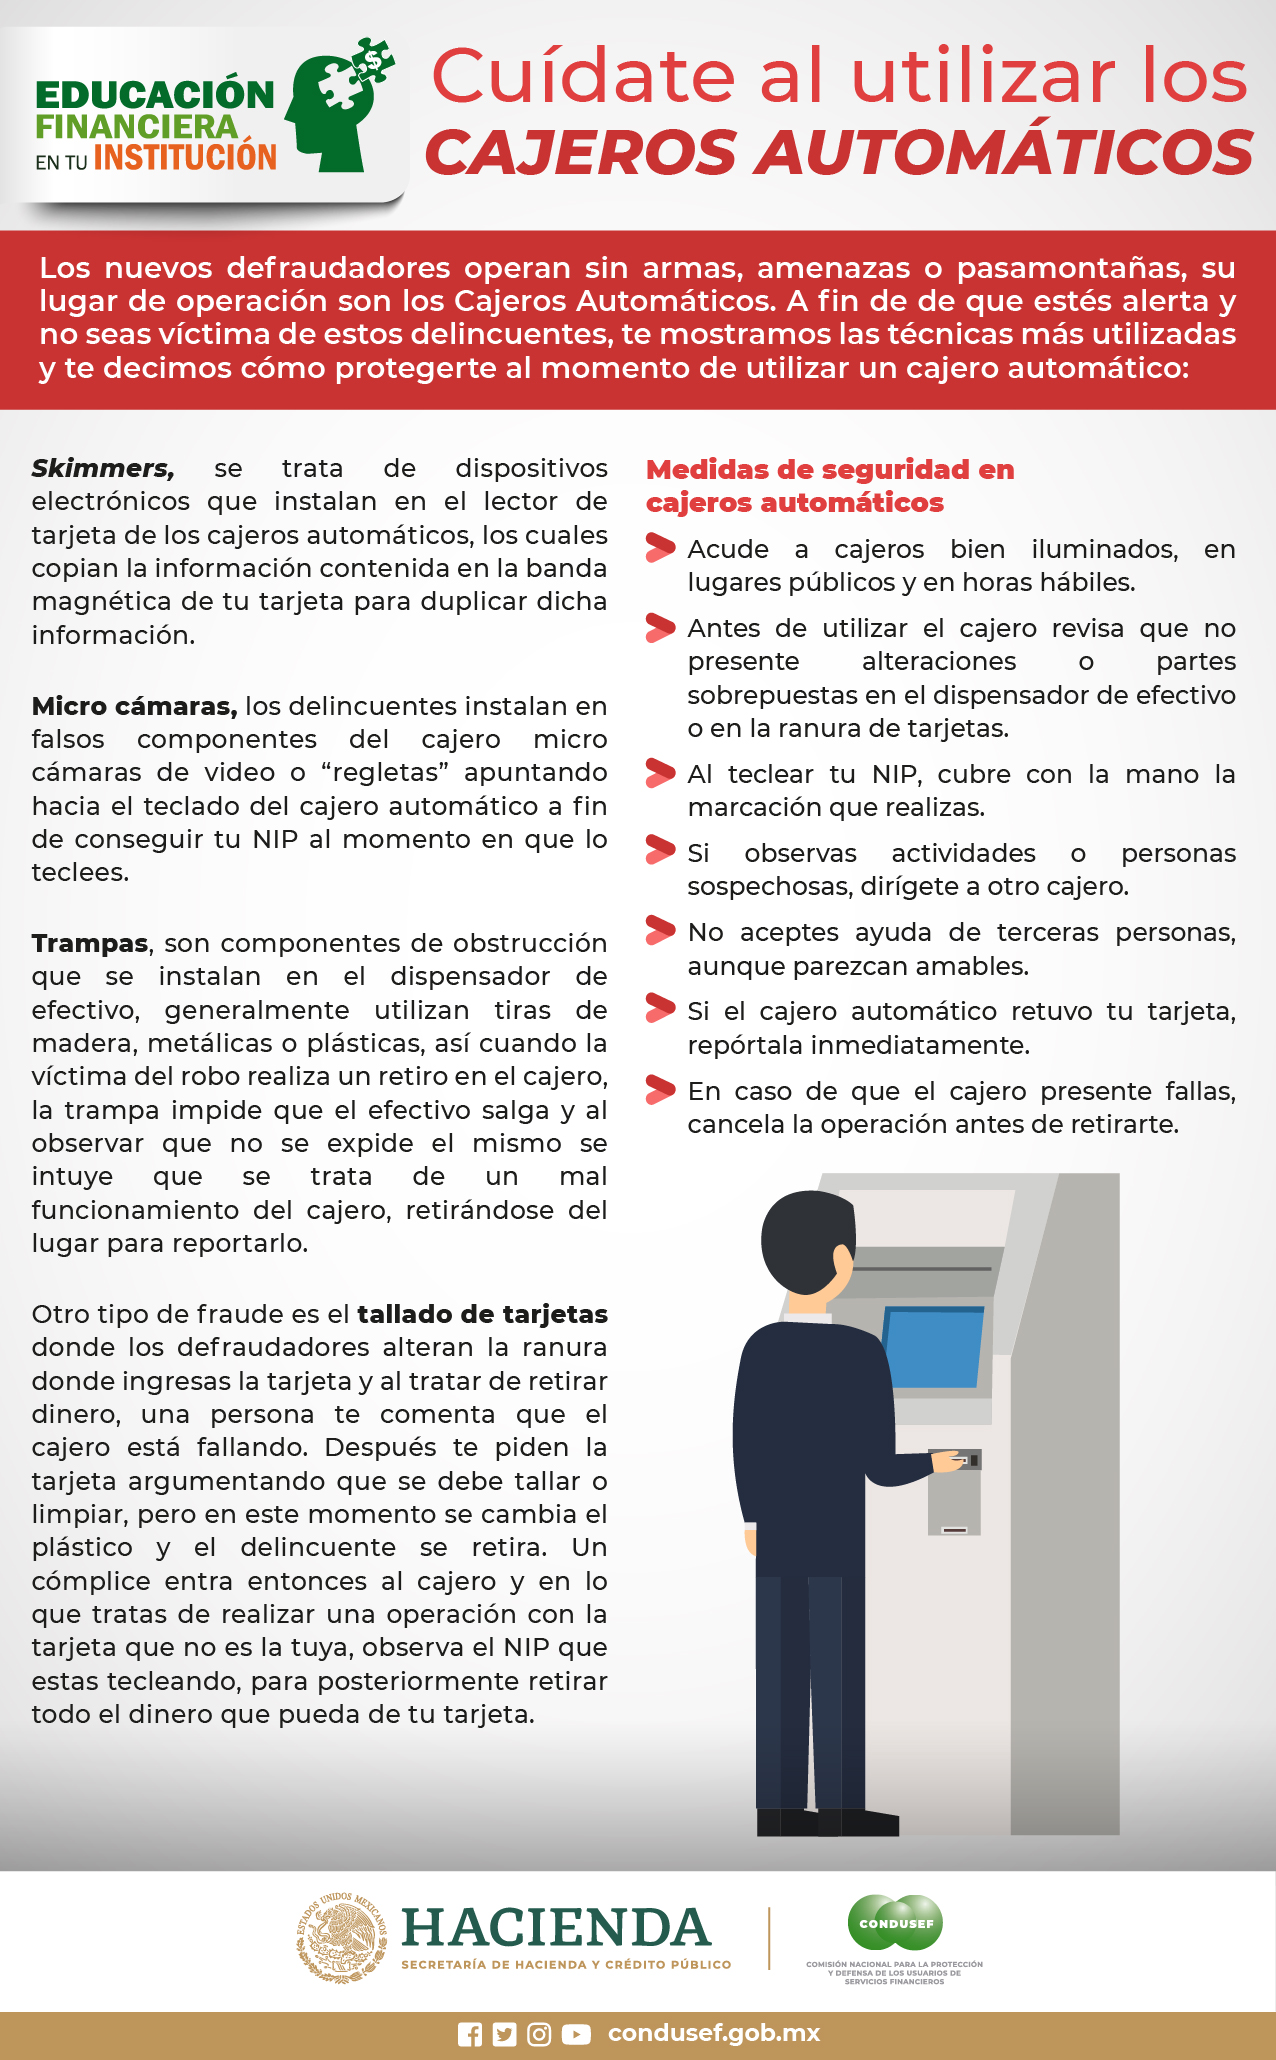 EDUCACIÓN
FINANCIERA
EN TU INSTITUCIÓN
$
Cuídate al utilizar los
CAJEROS AUTOMÁTICOS
Los nuevos defraudadores operan sin armas, amenazas o pasamontañas, su
lugar de operación son los Cajeros Automáticos. A fin de de que estés alerta y
no seas víctima de estos delincuentes, te mostramos las técnicas más utilizadas
y te decimos cómo protegerte al momento de utilizar un cajero automático:
Skimmers, se trata de dispositivos
electrónicos que instalan en el lector de
tarjeta de los cajeros automáticos, los cuales
copian la información contenida en la banda
magnética de tu tarjeta para duplicar dicha
información.
Micro cámaras, los delincuentes instalan en
falsos componentes del cajero micro
cámaras de video o “regletas” apuntando
hacia el teclado del cajero automático a fin
de conseguir tu NIP al momento en que lo
teclees.
Trampas, son componentes de obstrucción
que se instalan en el dispensador de
efectivo, generalmente utilizan tiras de
madera, metálicas o plásticas, así cuando la
víctima del robo realiza un retiro en el cajero,
la trampa impide que el efectivo salga y al
observar que no se expide el mismo se
intuye que se trata de un mal
funcionamiento del cajero, retirándose del
lugar para reportarlo.
Otro tipo de fraude es el tallado de tarjetas
donde los defraudadores alteran la ranura
donde ingresas la tarjeta y al tratar de retirar
dinero, una persona te comenta que el
cajero está fallando. Después te piden la
tarjeta argumentando que se debe tallar o
limpiar, pero en este momento se cambia el
plástico y el delincuente se retira. Un
cómplice entra entonces al cajero y en lo
que tratas de realizar una operación con la
tarjeta que no es la tuya, observa el NIP que
estas tecleando, para posteriormente retirar
todo el dinero que pueda de tu tarjeta.
Medidas de seguridad en
cajeros automáticos
Acude a cajeros bien iluminados, en
lugares públicos y en horas hábiles.
Antes de utilizar el cajero revisa que no
presente alteraciones o partes
sobrepuestas en el dispensador de efectivo
o en la ranura de tarjetas.
Al teclear tu NIP, cubre con la mano la
marcación que realizas.
Si observas actividades o personas
sospechosas, dirígete a otro cajero.
No aceptes ayuda de terceras personas,
aunque parezcan amables.
Si el cajero automático retuvo tu tarjeta,
repórtala inmediatamente.
En caso de que el cajero presente fallas,
cancela la operación antes de retirarte.
ESTADOS UNIDOS MEXICANOS
HACIENDA
SECRETARÍA DE HACIENDA Y CRÉDITO PÚBLICO
CONDUSEF
COMISIÓN NACIONAL PARA LA PROTECCIÓN
Y DEFENSA DE LOS USUARIOS DE
SERVICIOS FINANCIEROS
condusef.gob.mx